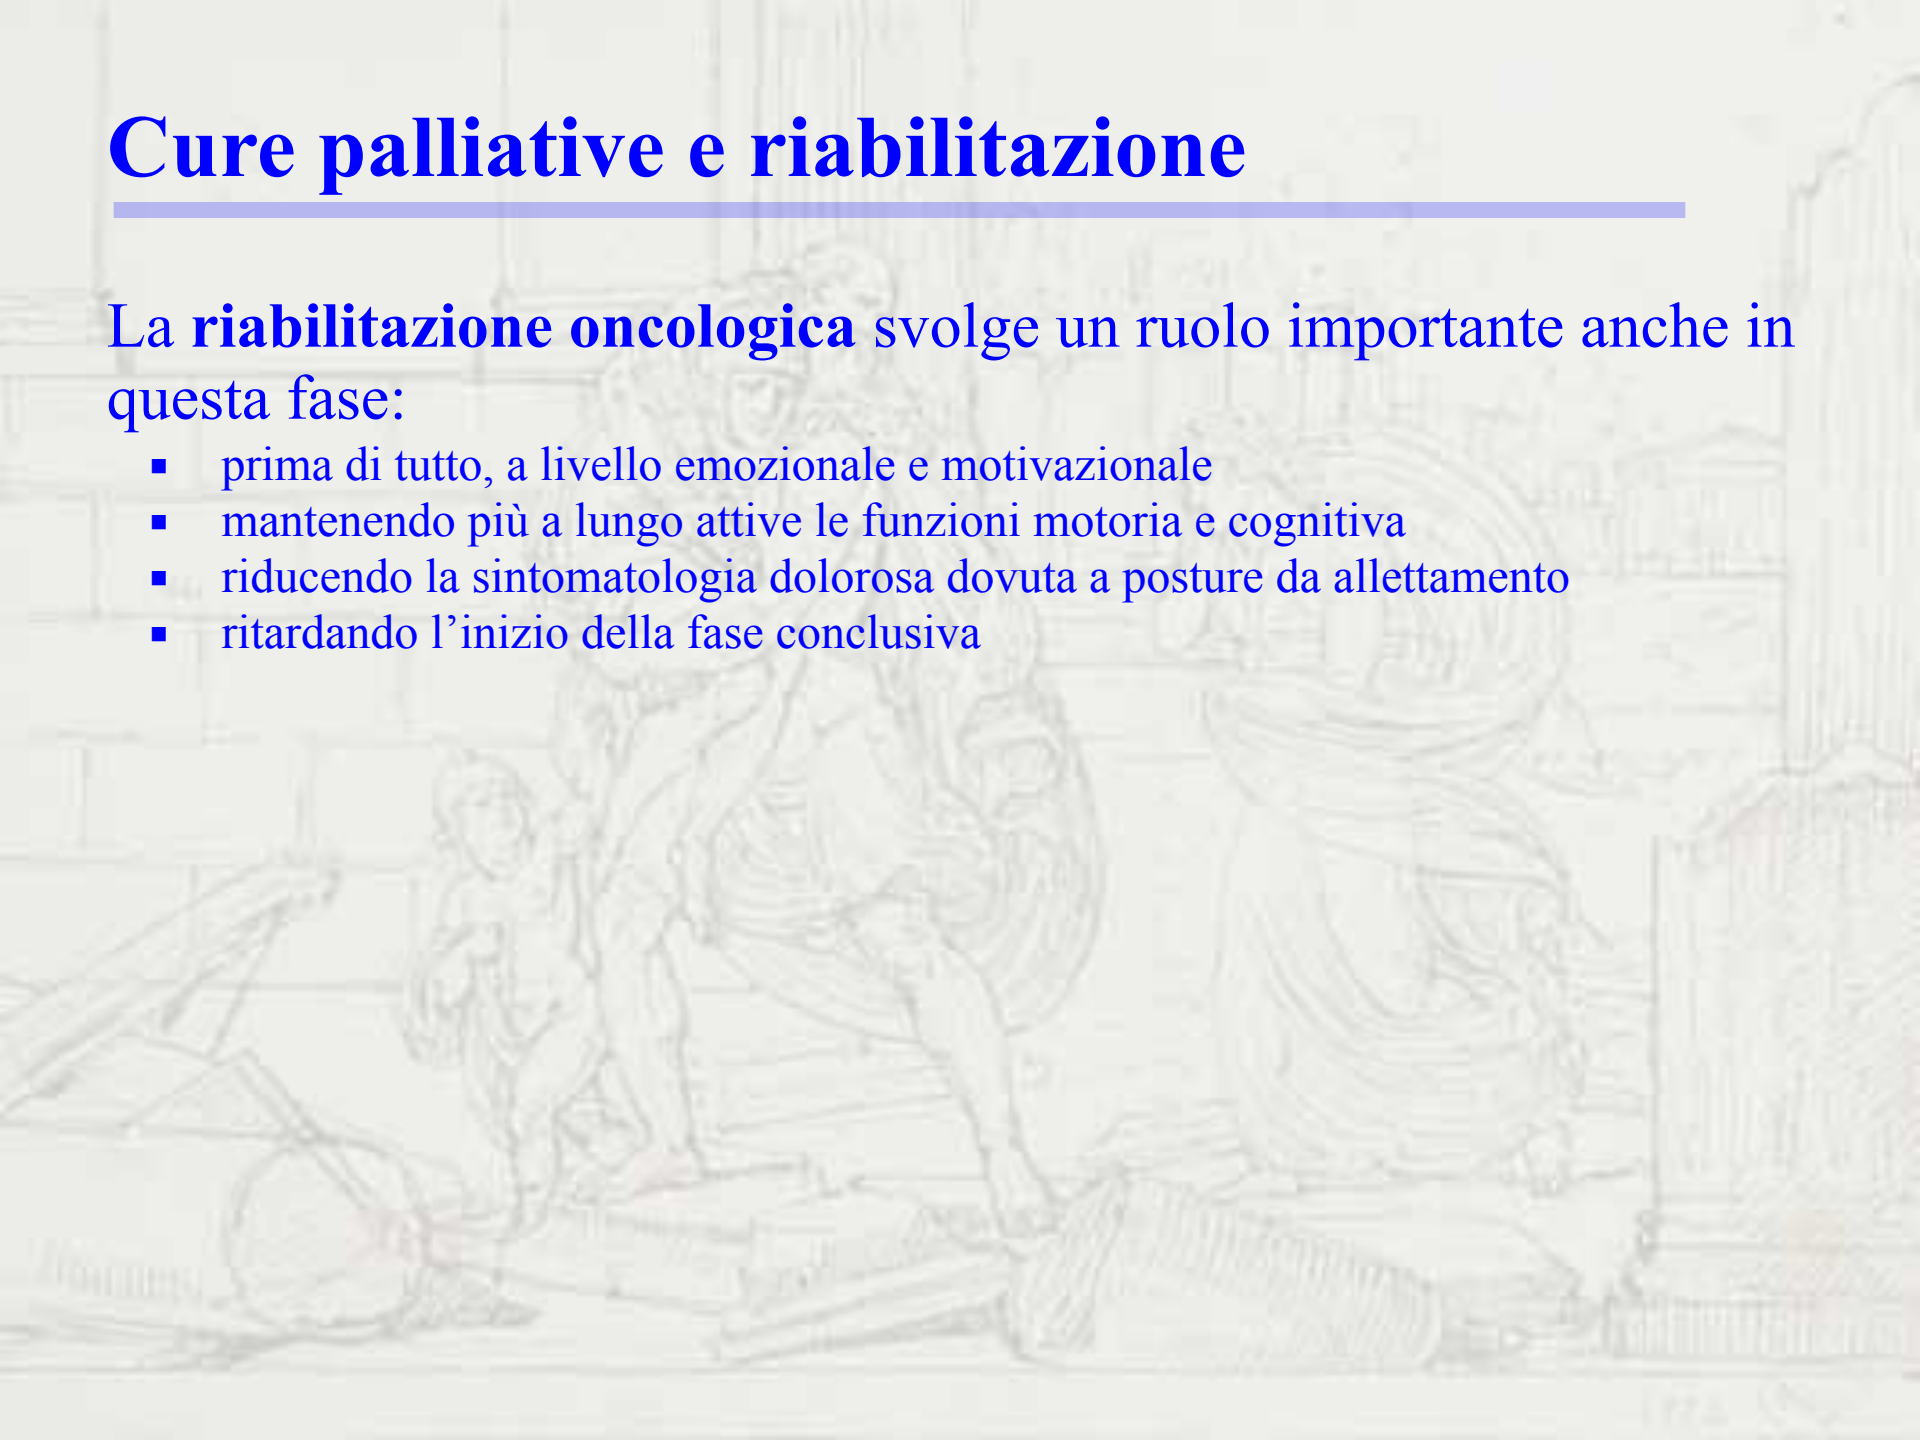 Cure palliative e riabilitazione
La riabilitazione oncologica svolge un ruolo importante anche in
questa fase:
▪ prima di tutto, a livello emozionale e motivazionale
▪ mantenendo più a lungo attive le funzioni motoria e cognitiva
▪ riducendo la sintomatologia dolorosa dovuta a posture da allettamento
▪ ritardando l’inizio della fase conclusiva